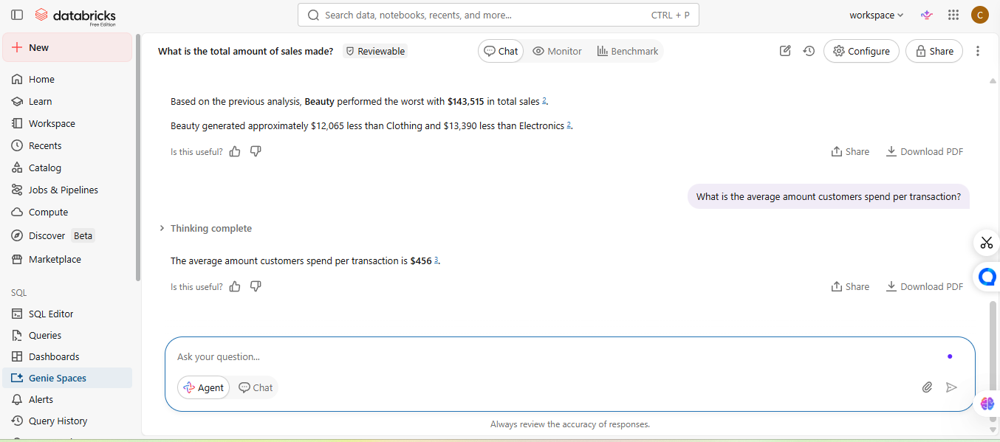 databricks
Free Edition
Search data, notebooks, recents, and more...
CTRL + P
workspace
C
New
Home
Learn
Workspace
Recents
Catalog
Jobs & Pipelines
Compute
Discover Beta
Marketplace
SQL
SQL Editor
Queries
Dashboards
Genie Spaces
Alerts
Query History
What is the total amount of sales made?
Reviewable
Chat
Monitor
Benchmark
Configure
Share
Based on the previous analysis, Beauty performed the worst with $143,515 in total sales 2.
Beauty generated approximately $12,065 less than Clothing and $13,390 less than Electronics 2.
Is this useful?
Share
Download PDF
What is the average amount customers spend per transaction?
Thinking complete
The average amount customers spend per transaction is $456 3.
Is this useful?
Share
Download PDF
Ask your question...
Agent
Chat
Always review the accuracy of responses.